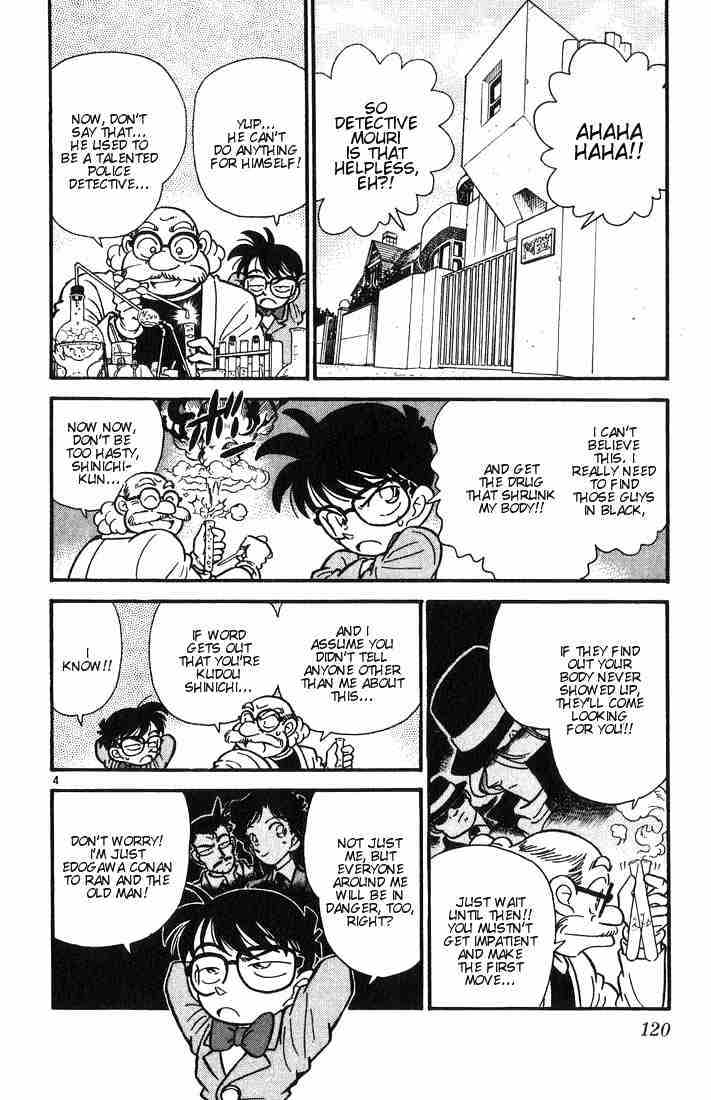 AHAHA
HAHA!!
SO
DETECTIVE
MOURI
IS THAT
HELPLESS,
EH?!
YUP...
HE CAN'T
DO ANYTHING
FOR HIMSELF!
NOW, DON'T
SAY THAT...
HE USED TO
BE A TALENTED
POLICE
DETECTIVE...
I CAN'T
BELIEVE
THIS. I
REALLY NEED
TO FIND
THOSE GUYS
IN BLACK,
AND GET
THE DRUG
THAT SHRUNK
MY BODY!!
NOW NOW,
DON'T BE
TOO HASTY,
SHINICHI-
KUN...
IF THEY FIND
OUT YOUR
BODY NEVER
SHOWED UP,
THEY'LL COME
LOOKING
FOR YOU!!
JUST WAIT
UNTIL THEN!!
YOU MUSTN'T
GET IMPATIENT
AND MAKE
THE FIRST
MOVE...
AND I
ASSUME YOU
DIDN'T TELL
ANYONE OTHER
THAN ME ABOUT
THIS...
IF WORD
GETS OUT
THAT YOU'RE
KUDOU
SHINICHI...
I
KNOW!!
4
NOT JUST
ME, BUT
EVERYONE
AROUND ME
WILL BE IN
DANGER, TOO,
RIGHT?
DON'T WORRY!
I'M JUST
EDOGAWA CONAN
TO RAN AND THE
OLD MAN!
120